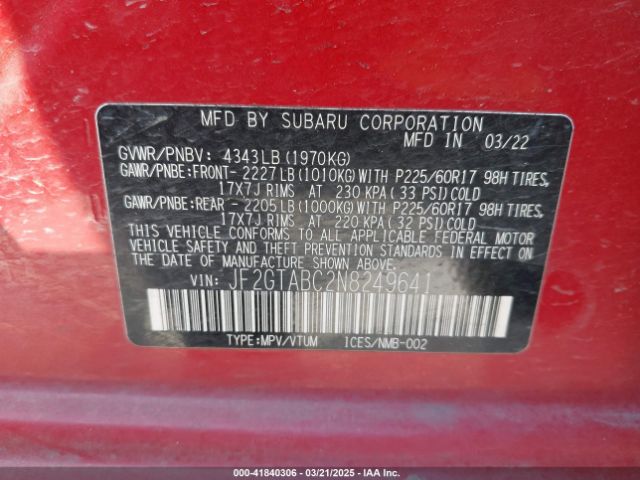 MFD BY SUBARU CORPORATION
MFD IN 03/22
GVWR/PNBV: 4343LB(1970KG)
GAWR/PNBE:FRONT- 2227LB(1010KG)WITH P225/60R17 98H TIRES,
17X7J RIMS AT 230 KPA(33 PSI)COLD
GAWR/PNBE:REAR - 2205LB(1000KG)WITH P225/60R17 98H TIRES,
17X7J RIMS AT 220 KPA(32 PSI)COLD
THIS VEHICLE CONFORMS TO ALL APPLICABLE FEDERAL MOTOR
VEHICLE SAFETY AND THEFT PREVENTION STANDARDS IN EFFECT ON
THE DATE OF MANUFACTURE SHOWN ABOVE.
VIN: JF2GTABC2N8249641
TYPE:MPV/VTUM ICES/NMB-002
000-41840306 - 03/21/2025 - IAA Inc.